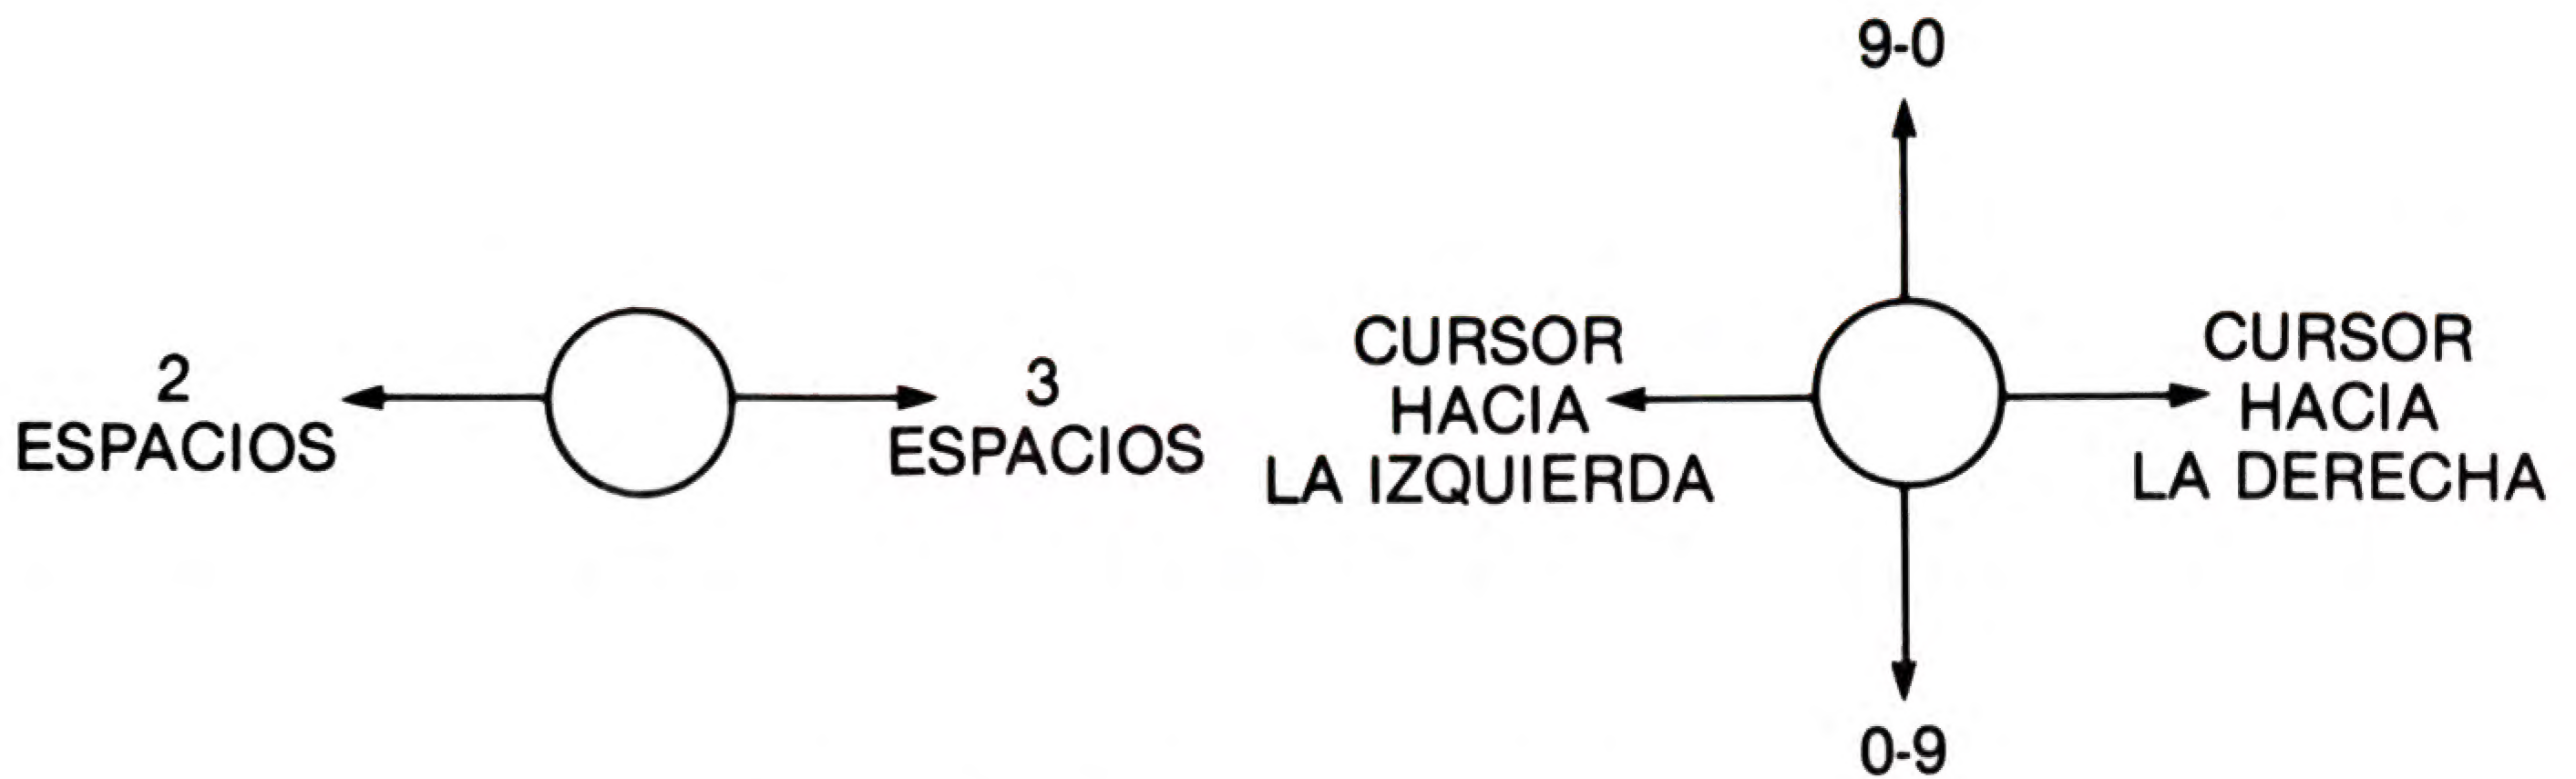 2
ESPACIOS
3
ESPACIOS
9-0
CURSOR
HACIA
LA IZQUIERDA
CURSOR
HACIA
LA DERECHA
0-9